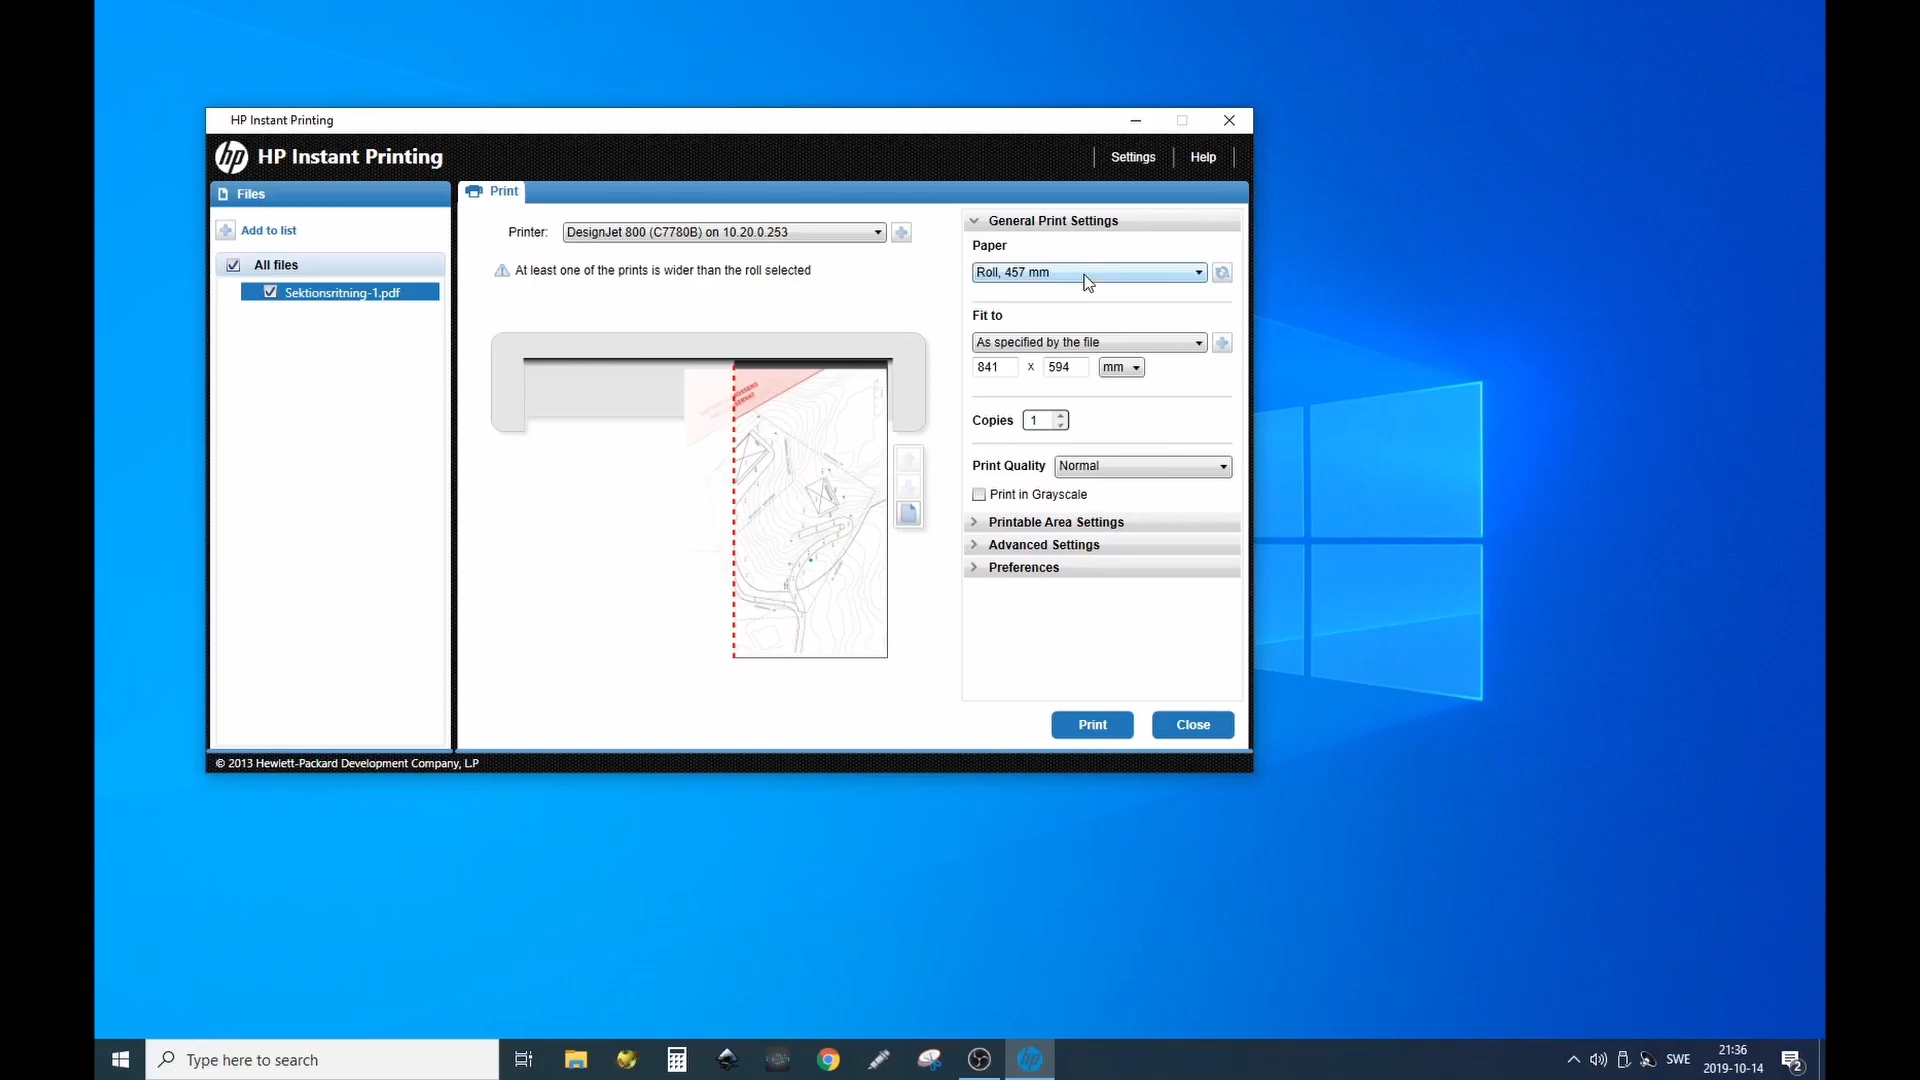 HP Instant Printing
hp HP Instant Printing
Settings
Help
Files
Add to list
All files
Sektionsritning-1.pdf
Print
Printer: DesignJet 800 (C7780B) on 10.20.0.253
At least one of the prints is wider than the roll selected
General Print Settings
Paper
Roll, 457 mm
Fit to
As specified by the file
841 x 594 mm
Copies 1
Print Quality Normal
Print in Grayscale
Printable Area Settings
Advanced Settings
Preferences
Print
Close
© 2013 Hewlett-Packard Development Company, L.P
Type here to search
hp
SWE
21:36
2019-10-14
2